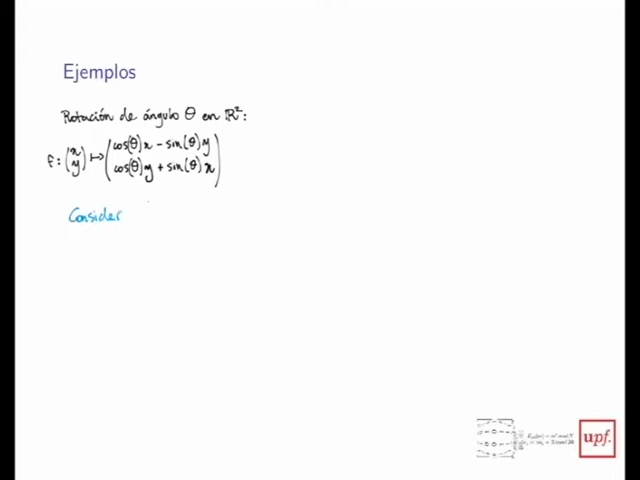 Ejemplos
Rotación de ángulo θ en ℝ²:
f: (x y) ↦ (cos(θ)x − sin(θ)y
cos(θ)y + sin(θ)x)
Consider
upf.